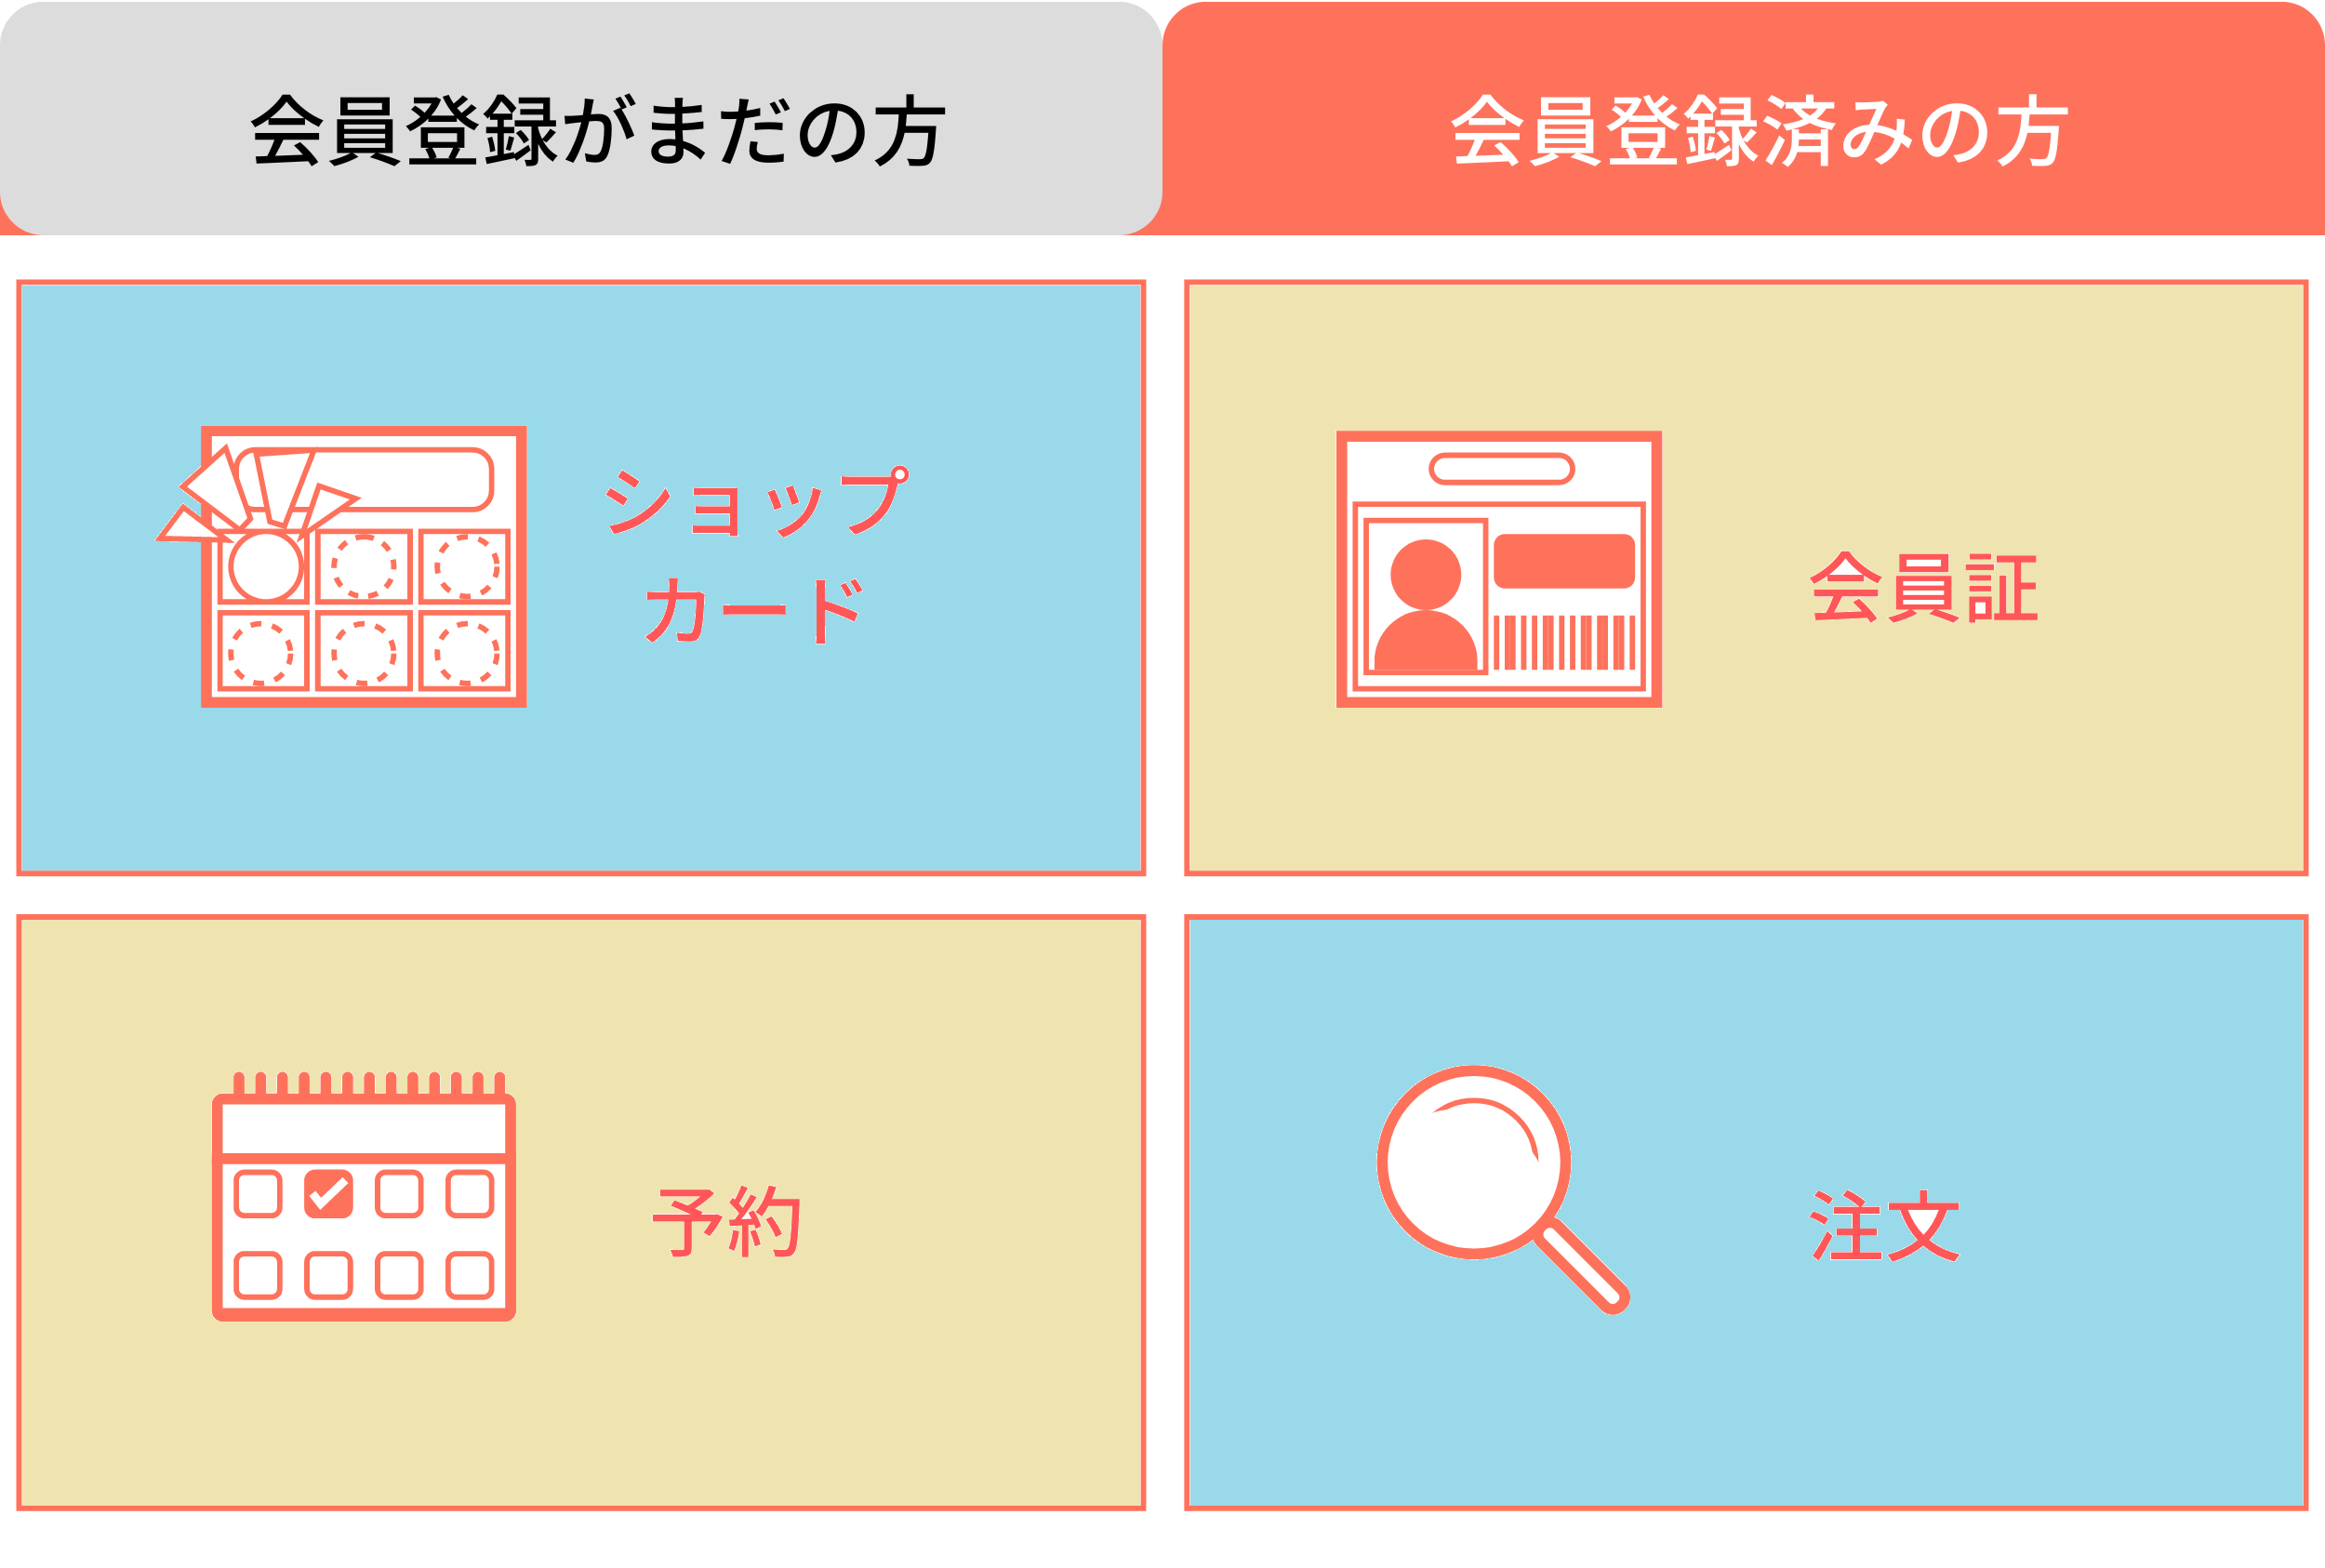 会員登録がまだの方
会員登録済みの方
ショップ
カード
会員証
予約
注文